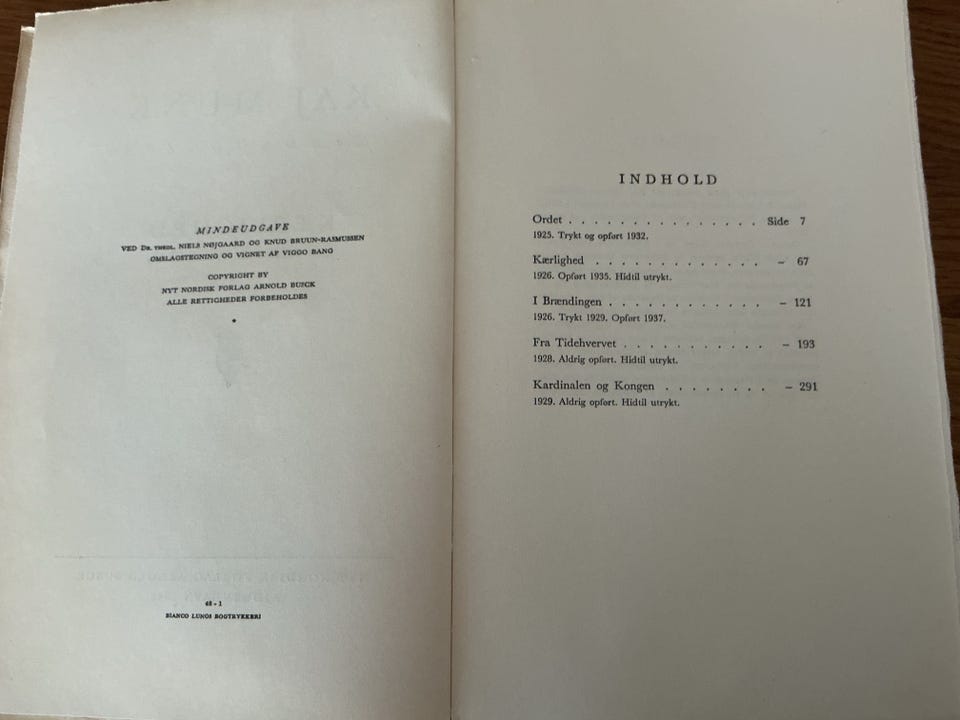 MINDEUDGAVE
VED DR. THEOL. NIELS NØJGAARD OG KNUD BRUUN-RASMUSSEN
OMSLAGSTEGNING OG VIGNET AF VIGGO BANG
COPYRIGHT BY
NYT NORDISK FORLAG ARNOLD BUSCK
ALLE RETTIGHEDER FORBEHOLDES
48 - 1
BIANCO LUNOS BOGTRYKKERI
INDHOLD
Ordet . . . . . . . . . . . . . . . Side 7
1925. Trykt og opført 1932.
Kærlighed . . . . . . . . . . . . – 67
1926. Opført 1935. Hidtil utrykt.
I Brændingen . . . . . . . . . . . . – 121
1926. Trykt 1929. Opført 1937.
Fra Tidehvervet . . . . . . . . . . . – 193
1928. Aldrig opført. Hidtil utrykt.
Kardinalen og Kongen . . . . . . . . – 291
1929. Aldrig opført. Hidtil utrykt.